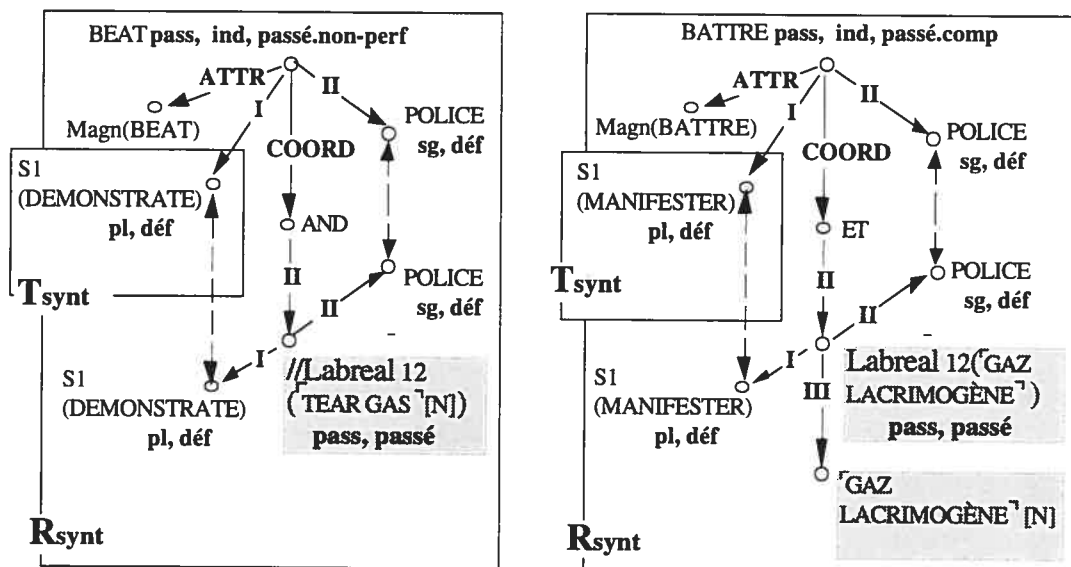 BEAT pass, ind, passé.non-perf
ATTR
I
II
Magn(BEAT)
COORD
POLICE
sg, déf
S1
(DEMONSTRATE)
pl, déf
AND
II
POLICE
sg, déf
Tsynt
II
I
//Labreal 12
(⌜TEAR GAS⌝[N])
pass, passé
S1
(DEMONSTRATE)
pl, déf
Rsynt
BATTRE pass, ind, passé.comp
ATTR
I
II
Magn(BATTRE)
COORD
POLICE
sg, déf
S1
(MANIFESTER)
pl, déf
ET
II
POLICE
sg, déf
Tsynt
II
I
III
Labreal 12(⌜GAZ
LACRIMOGÈNE⌝)
pass, passé
S1
(MANIFESTER)
pl, déf
⌜GAZ
LACRIMOGÈNE⌝[N]
Rsynt